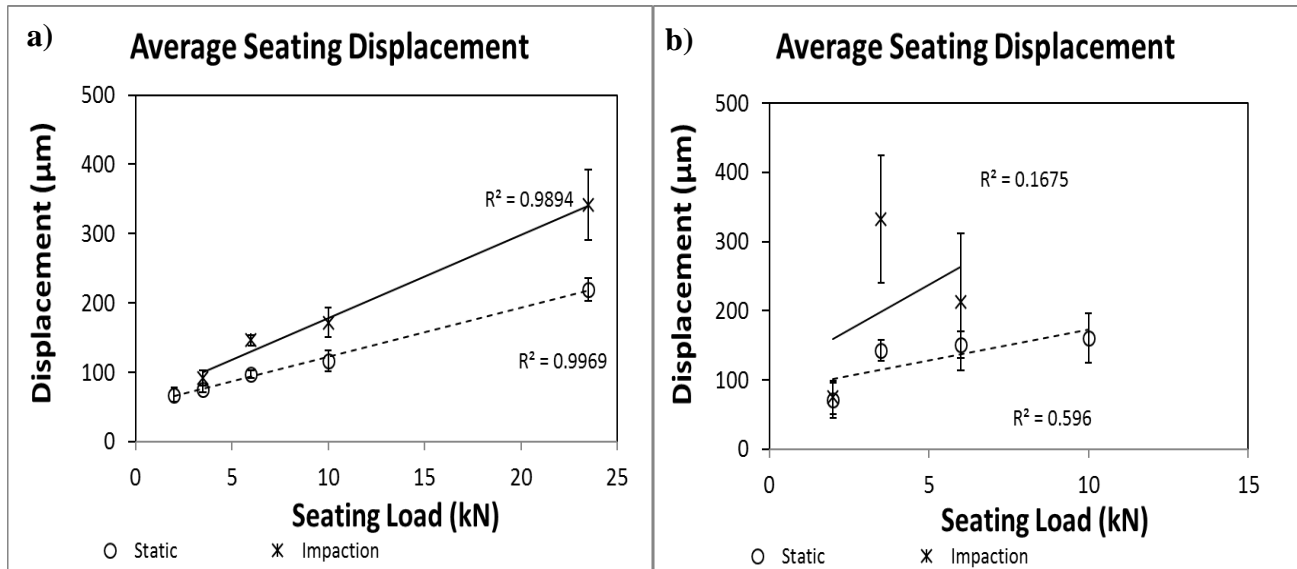 a)
Average Seating Displacement
Displacement (µm)
500
400
300
200
100
0
R² = 0.9894
R² = 0.9969
0 5 10 15 20 25
Seating Load (kN)
Static Impaction
b)
Average Seating Displacement
Displacement (µm)
500
400
300
200
100
0
R² = 0.1675
R² = 0.596
0 5 10 15
Seating Load (kN)
Static Impaction